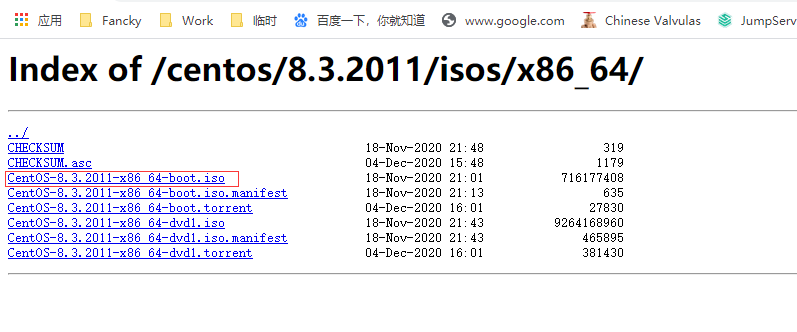 应用 Fancky Work 临时 百度一下，你就知道 www.google.com Chinese Valvulas JumpServ
Index of /centos/8.3.2011/isos/x86_64/
../
CHECKSUM 18-Nov-2020 21:48 319
CHECKSUM.asc 04-Dec-2020 15:48 1179
CentOS-8.3.2011-x86_64-boot.iso 18-Nov-2020 21:01 716177408
CentOS-8.3.2011-x86_64-boot.iso.manifest 18-Nov-2020 21:13 635
CentOS-8.3.2011-x86_64-boot.torrent 04-Dec-2020 16:01 27830
CentOS-8.3.2011-x86_64-dvd1.iso 18-Nov-2020 21:43 9264168960
CentOS-8.3.2011-x86_64-dvd1.iso.manifest 18-Nov-2020 21:43 465895
CentOS-8.3.2011-x86_64-dvd1.torrent 04-Dec-2020 16:01 381430